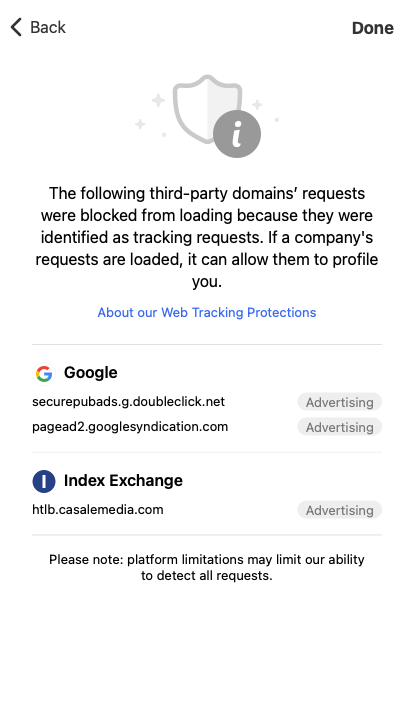 Back
Done
The following third-party domains’ requests
were blocked from loading because they were
identified as tracking requests. If a company's
requests are loaded, it can allow them to profile
you.
About our Web Tracking Protections
Google
securepubads.g.doubleclick.net
Advertising
pagead2.googlesyndication.com
Advertising
Index Exchange
htlb.casalemedia.com
Advertising
Please note: platform limitations may limit our ability
to detect all requests.